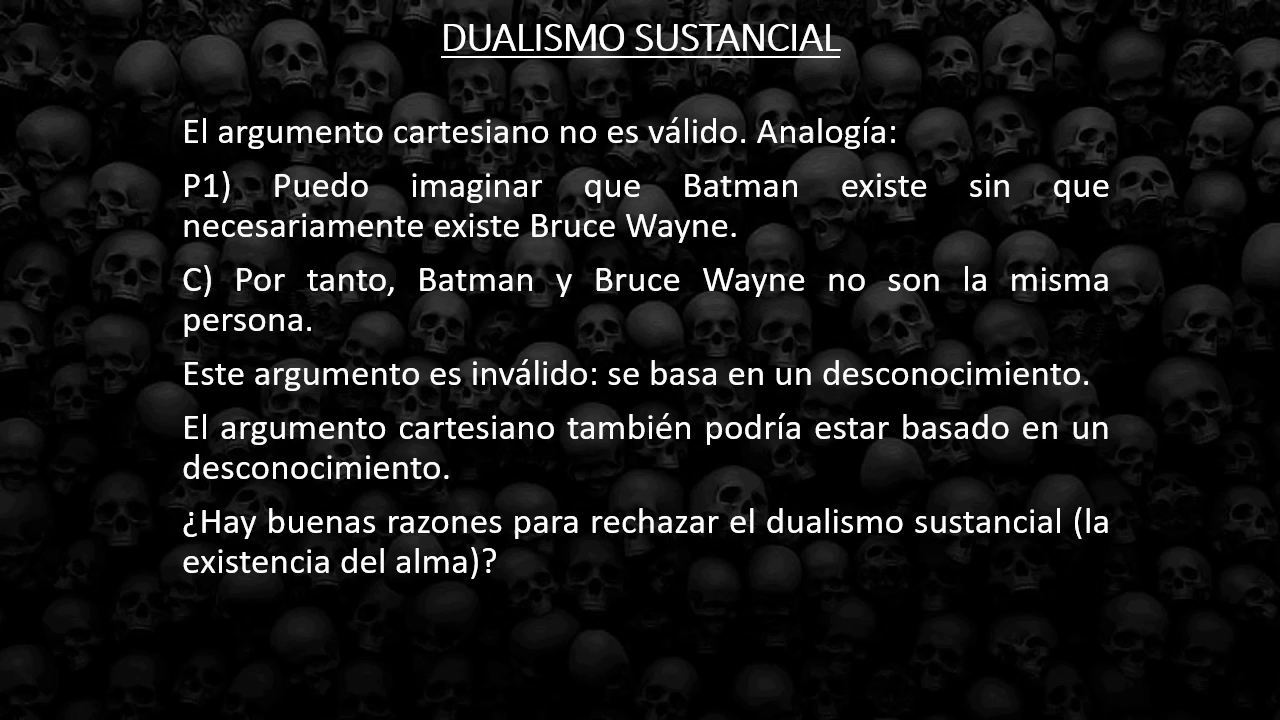 DUALISMO SUSTANCIAL
El argumento cartesiano no es válido. Analogía:
P1) Puedo imaginar que Batman existe sin que
necesariamente existe Bruce Wayne.
C) Por tanto, Batman y Bruce Wayne no son la misma
persona.
Este argumento es inválido: se basa en un desconocimiento.
El argumento cartesiano también podría estar basado en un
desconocimiento.
¿Hay buenas razones para rechazar el dualismo sustancial (la
existencia del alma)?